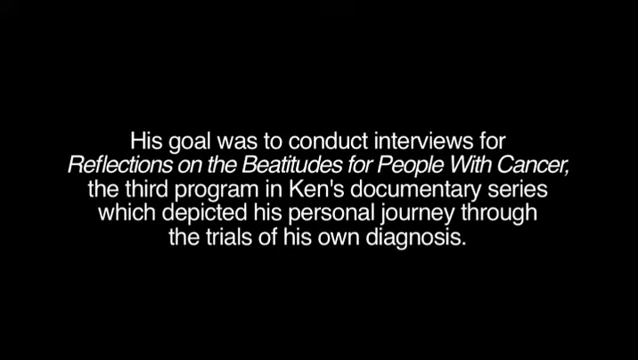 His goal was to conduct interviews for
Reflections on the Beatitudes for People With Cancer,
the third program in Ken's documentary series
which depicted his personal journey through
the trials of his own diagnosis.